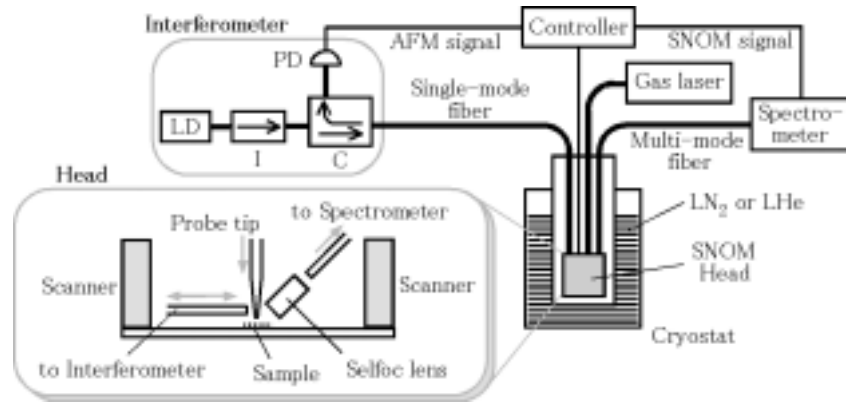 Interferometer
PD
AFM signal
Controller
SNOM signal
Single-mode
fiber
Gas laser
LD
Spectro-
meter
I
C
Multi-mode
fiber
Head
to Spectrometer
Probe tip
LN2 or LHe
Scanner
Scanner
SNOM
Head
to Interferometer
Sample
Selfoc lens
Cryostat